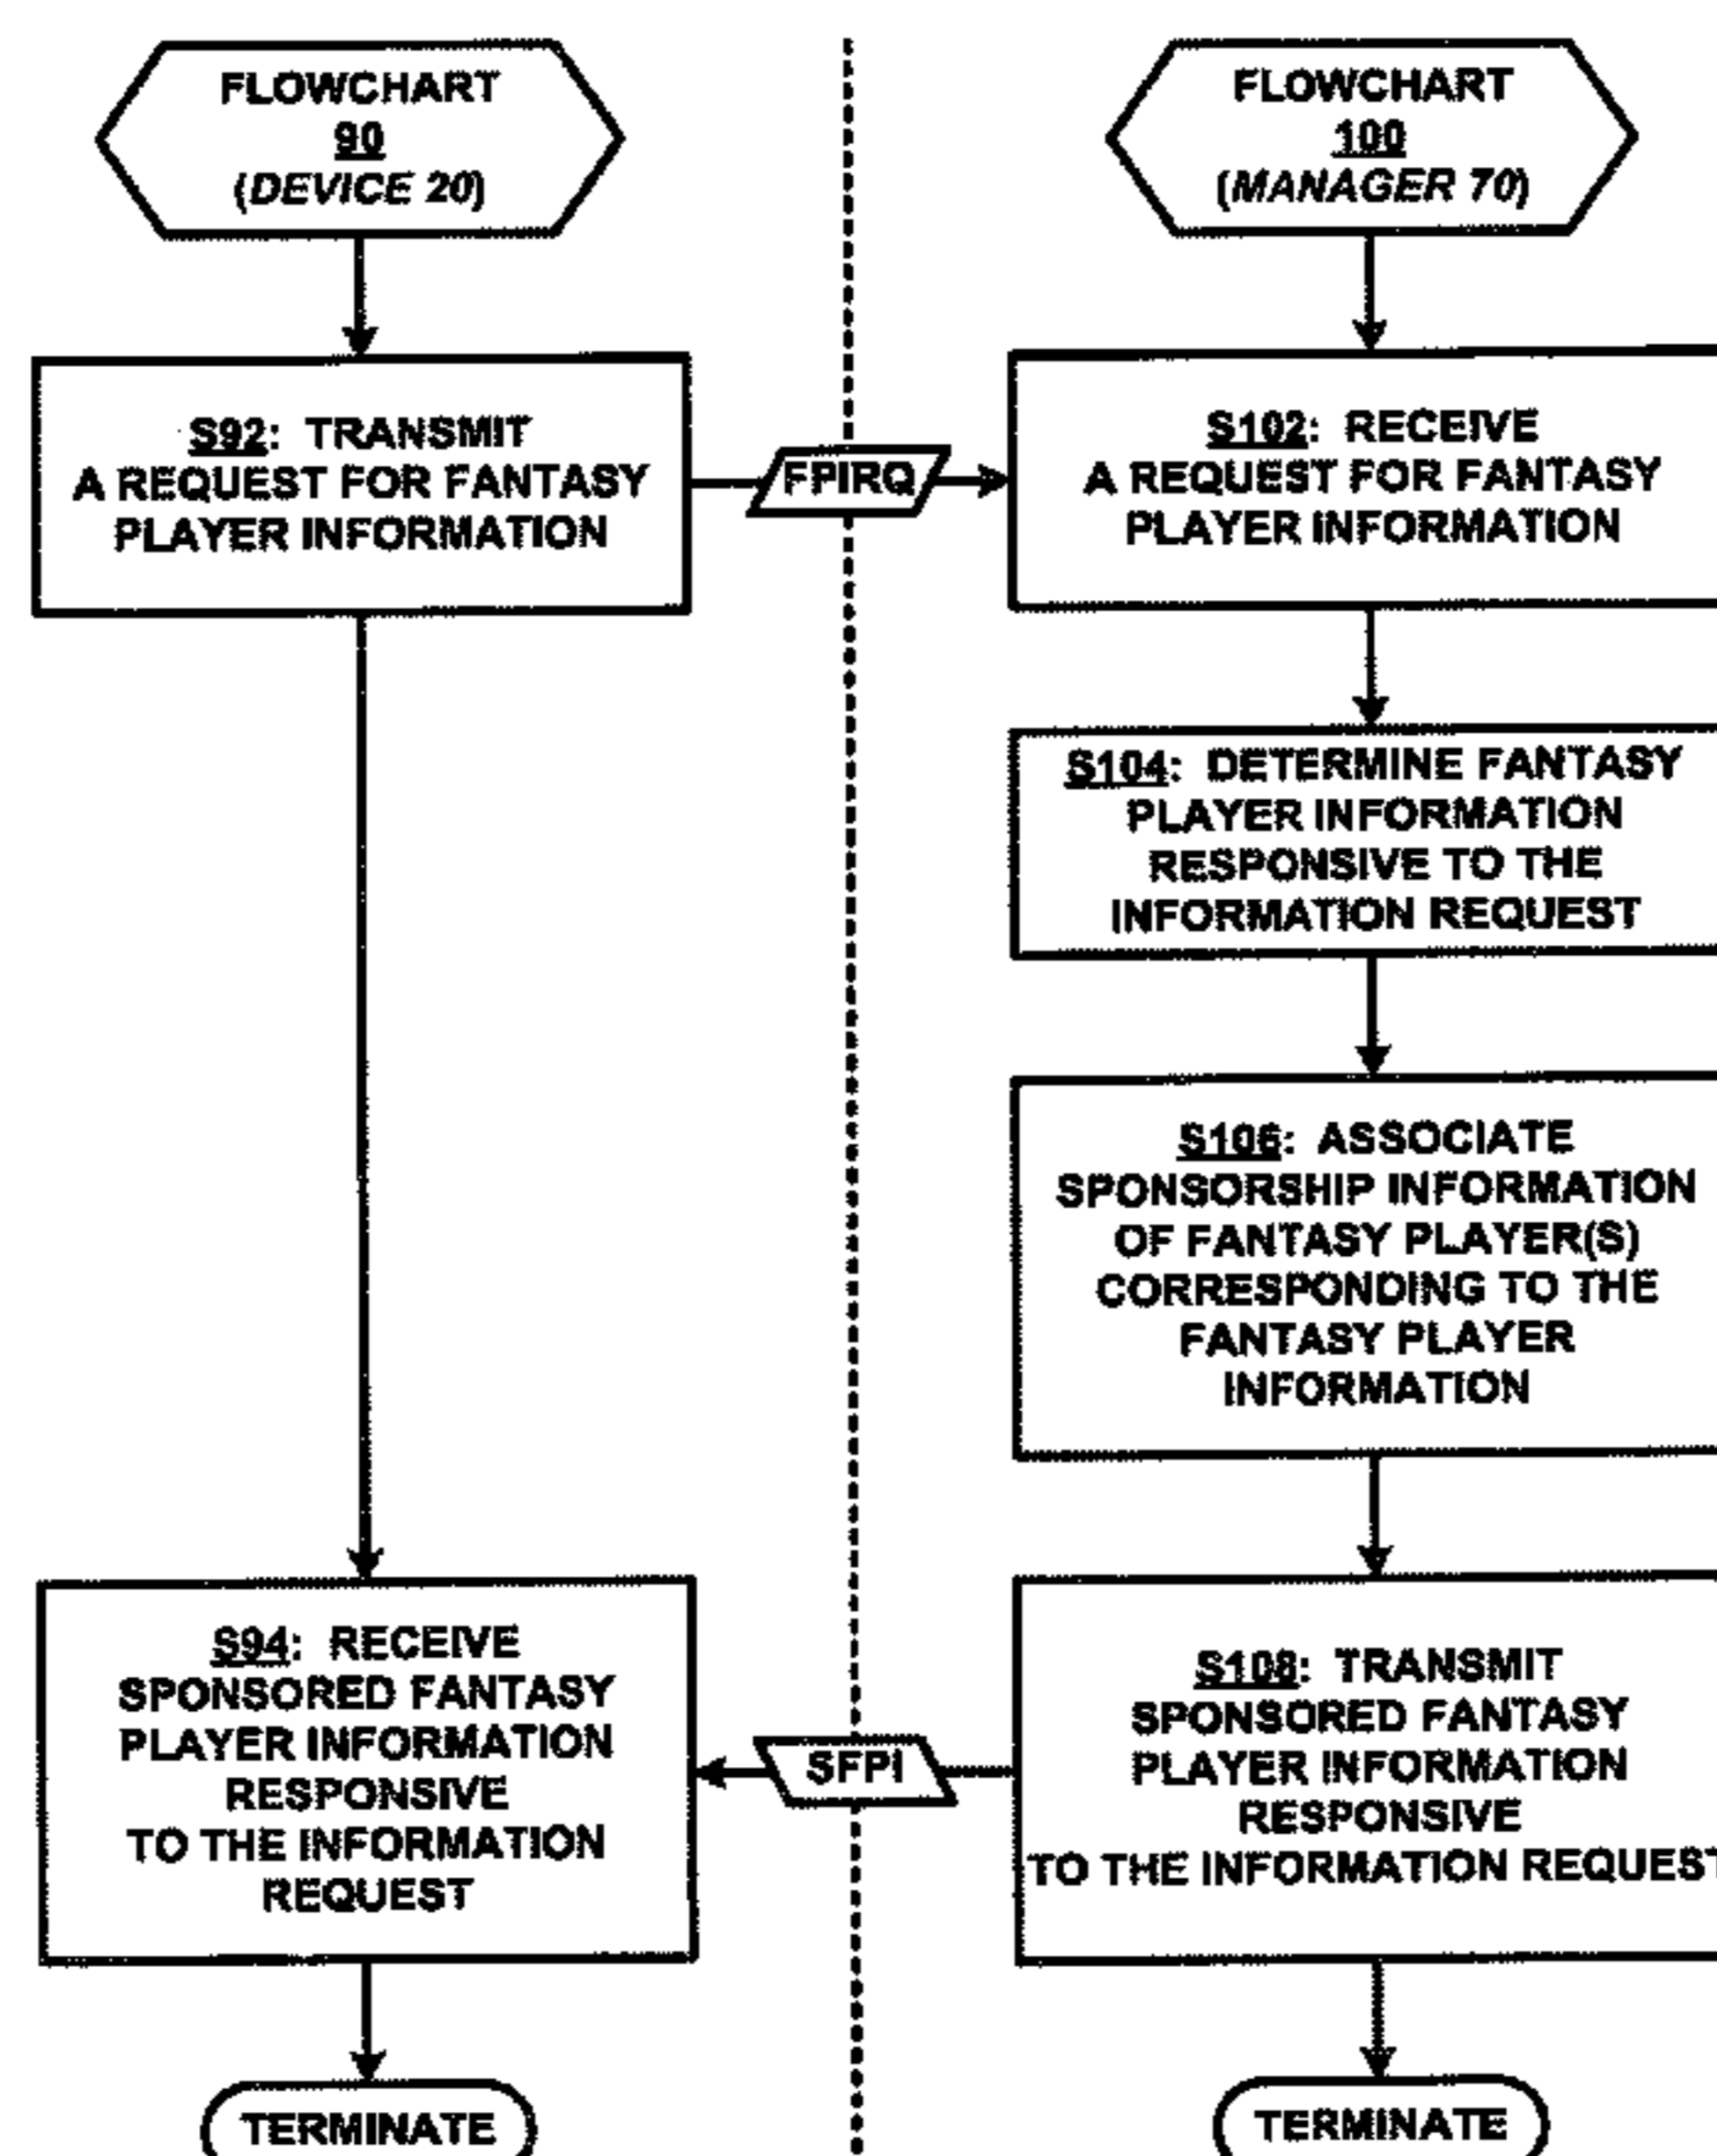 FLOWCHART
90
(DEVICE 20)
FLOWCHART
100
(MANAGER 70)
S92: TRANSMIT
A REQUEST FOR FANTASY
PLAYER INFORMATION
FPIRQ
S102: RECEIVE
A REQUEST FOR FANTASY
PLAYER INFORMATION
S104: DETERMINE FANTASY
PLAYER INFORMATION
RESPONSIVE TO THE
INFORMATION REQUEST
S106: ASSOCIATE
SPONSORSHIP INFORMATION
OF FANTASY PLAYER(S)
CORRESPONDING TO THE
FANTASY PLAYER
INFORMATION
S94: RECEIVE
SPONSORED FANTASY
PLAYER INFORMATION
RESPONSIVE
TO THE INFORMATION
REQUEST
SFPI
S108: TRANSMIT
SPONSORED FANTASY
PLAYER INFORMATION
RESPONSIVE
TO THE INFORMATION REQUEST
TERMINATE
TERMINATE